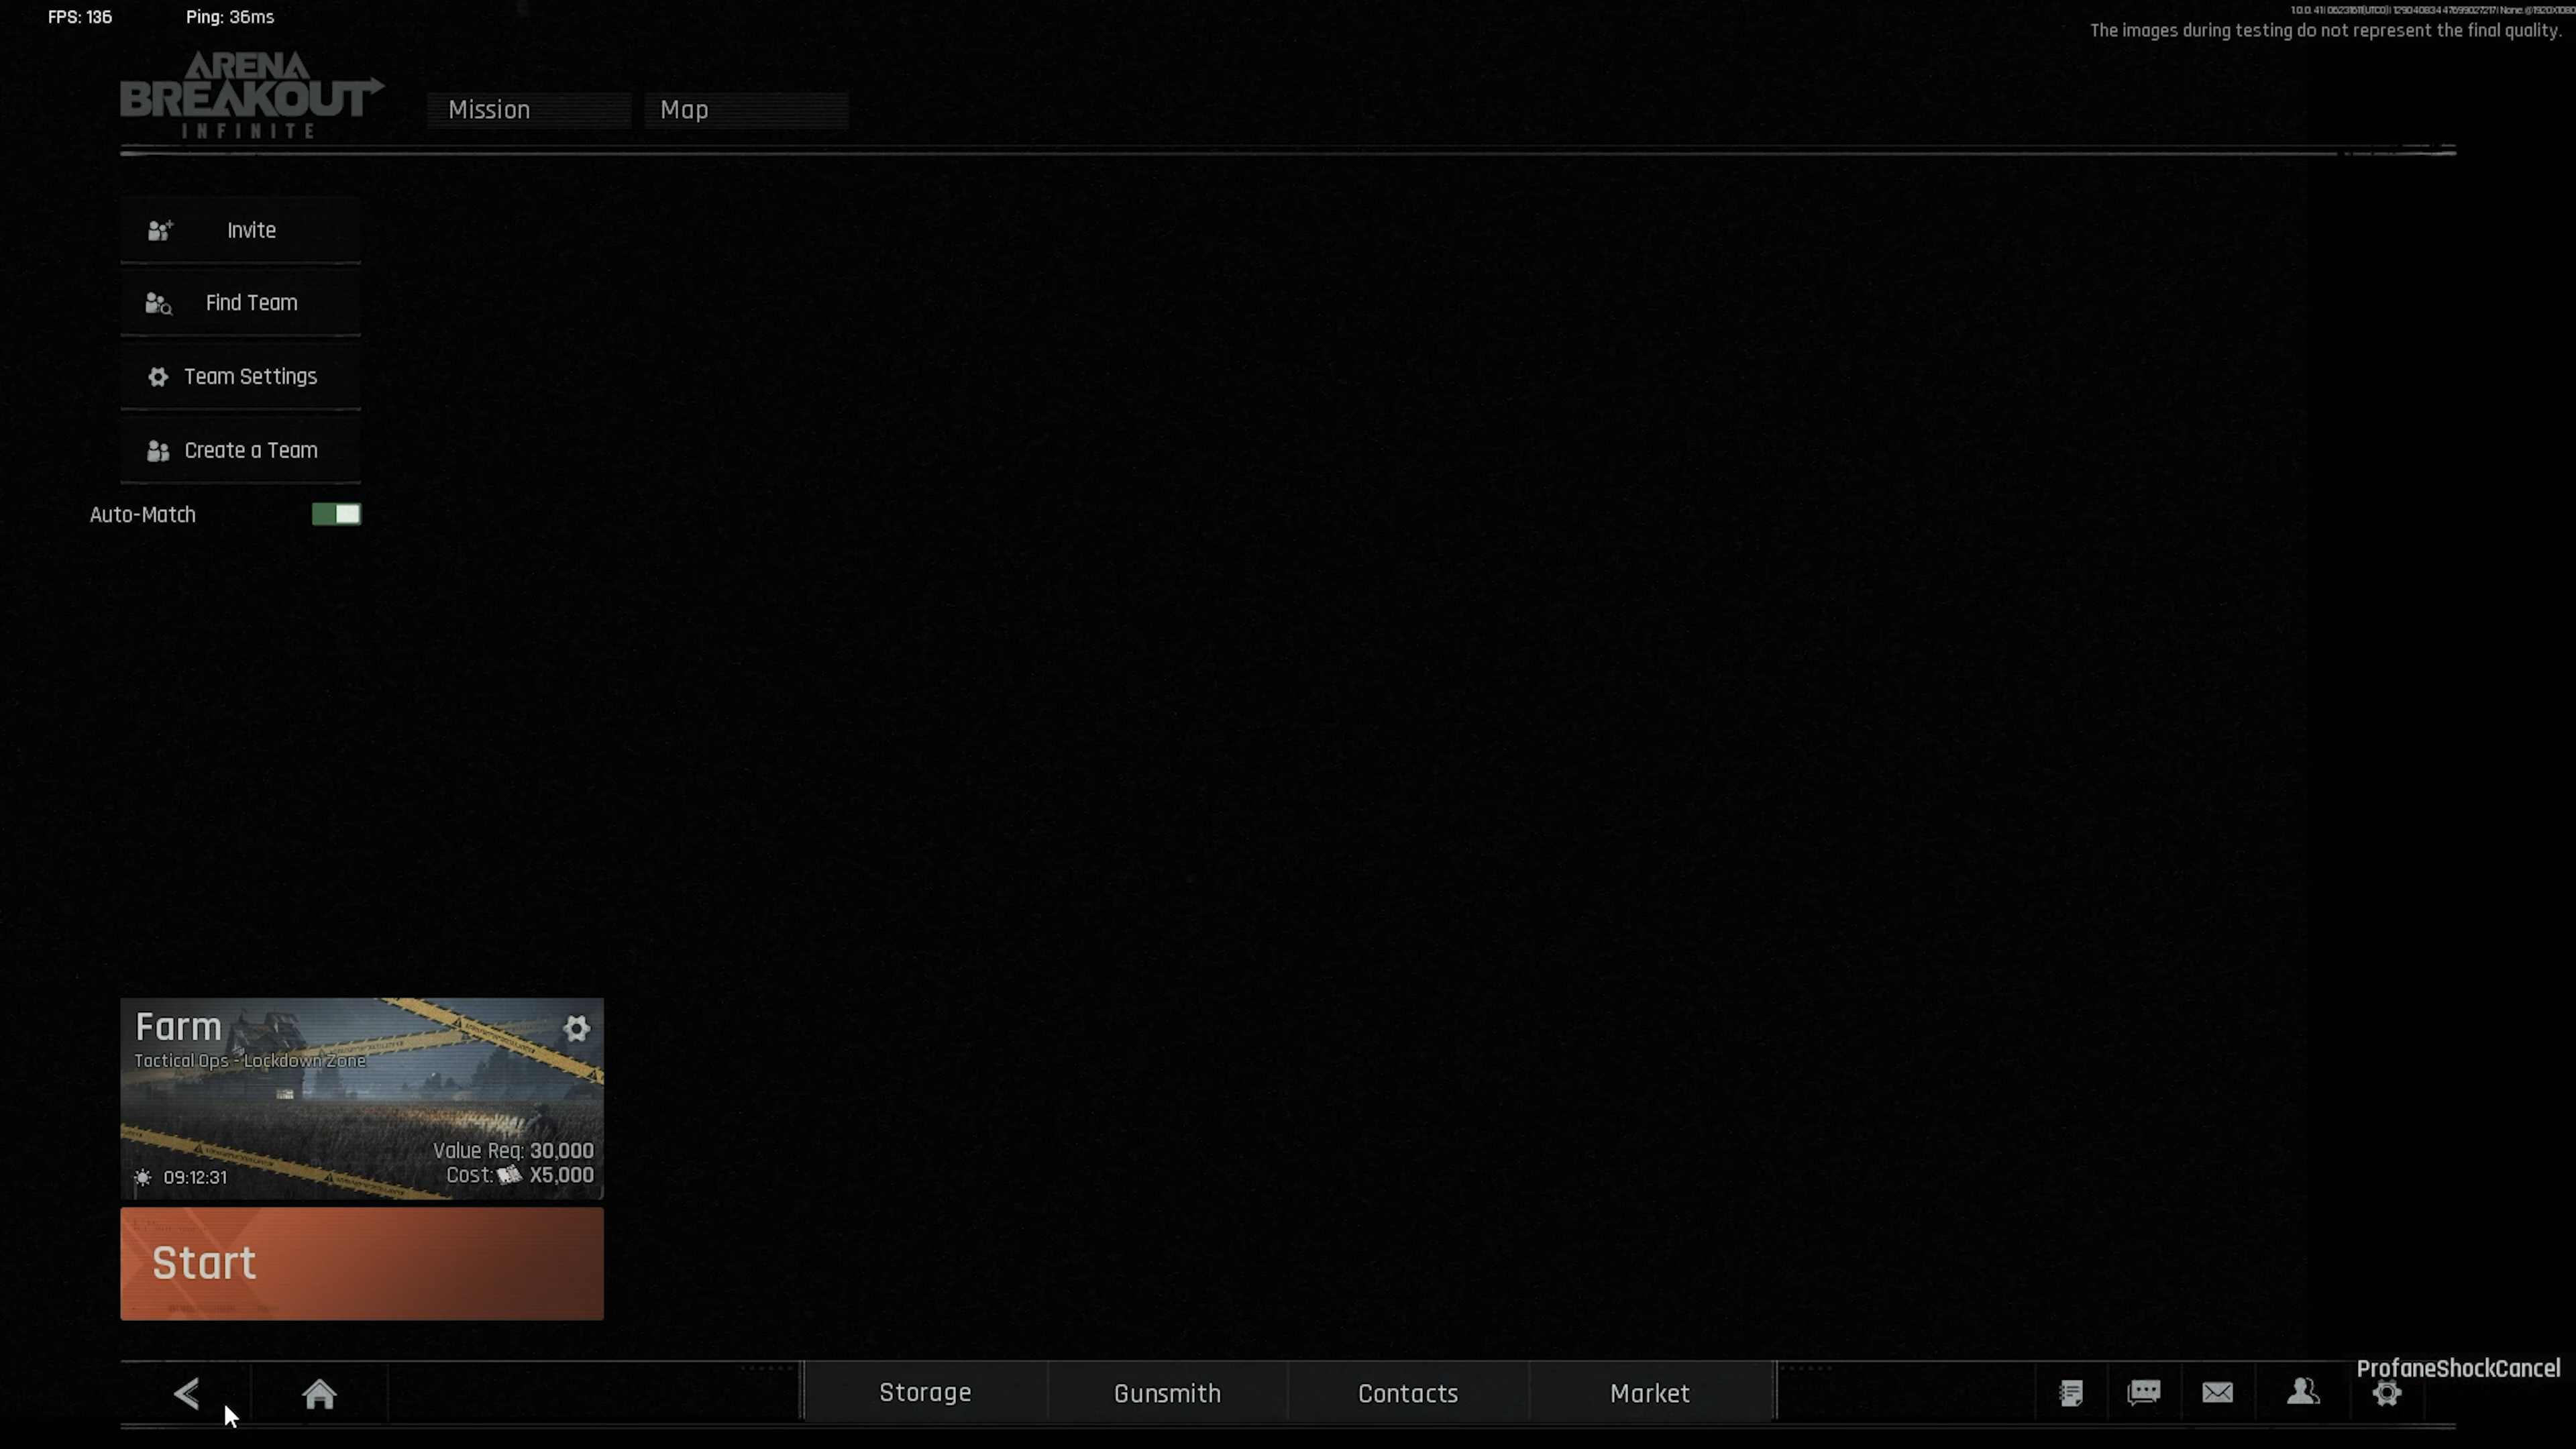 FPS: 136
Ping: 36ms
The images during testing do not represent the final quality.
ARENA
BREAKOUT
INFINITE
Mission
Map
Invite
Find Team
Team Settings
Create a Team
Auto-Match
Farm
Tactical Ops - Lockdown Zone
Value Req: 30,000
Cost: X5,000
09:12:31
Start
ProfaneShockCancel
Storage
Gunsmith
Contacts
Market